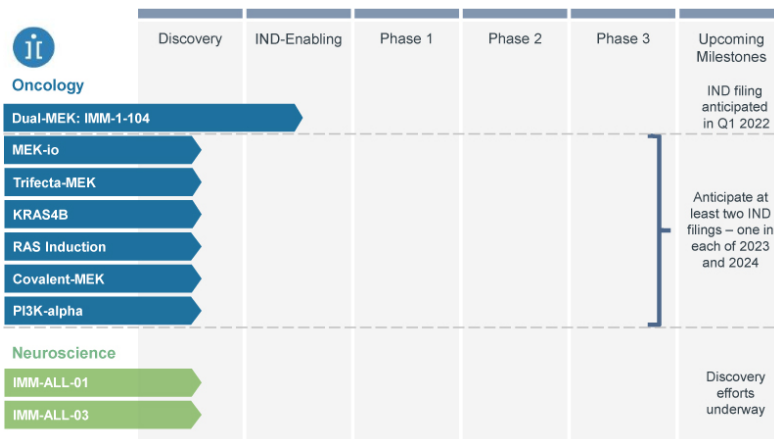 Discovery
IND-Enabling
Phase 1
Phase 2
Phase 3
Upcoming
Milestones
Oncology
Dual-MEK: IMM-1-104
IND filing
anticipated
in Q1 2022
MEK-io
Trifecta-MEK
KRAS4B
RAS Induction
Covalent-MEK
PI3K-alpha
Anticipate at
least two IND
filings – one in
each of 2023
and 2024
Neuroscience
IMM-ALL-01
IMM-ALL-03
Discovery
efforts
underway